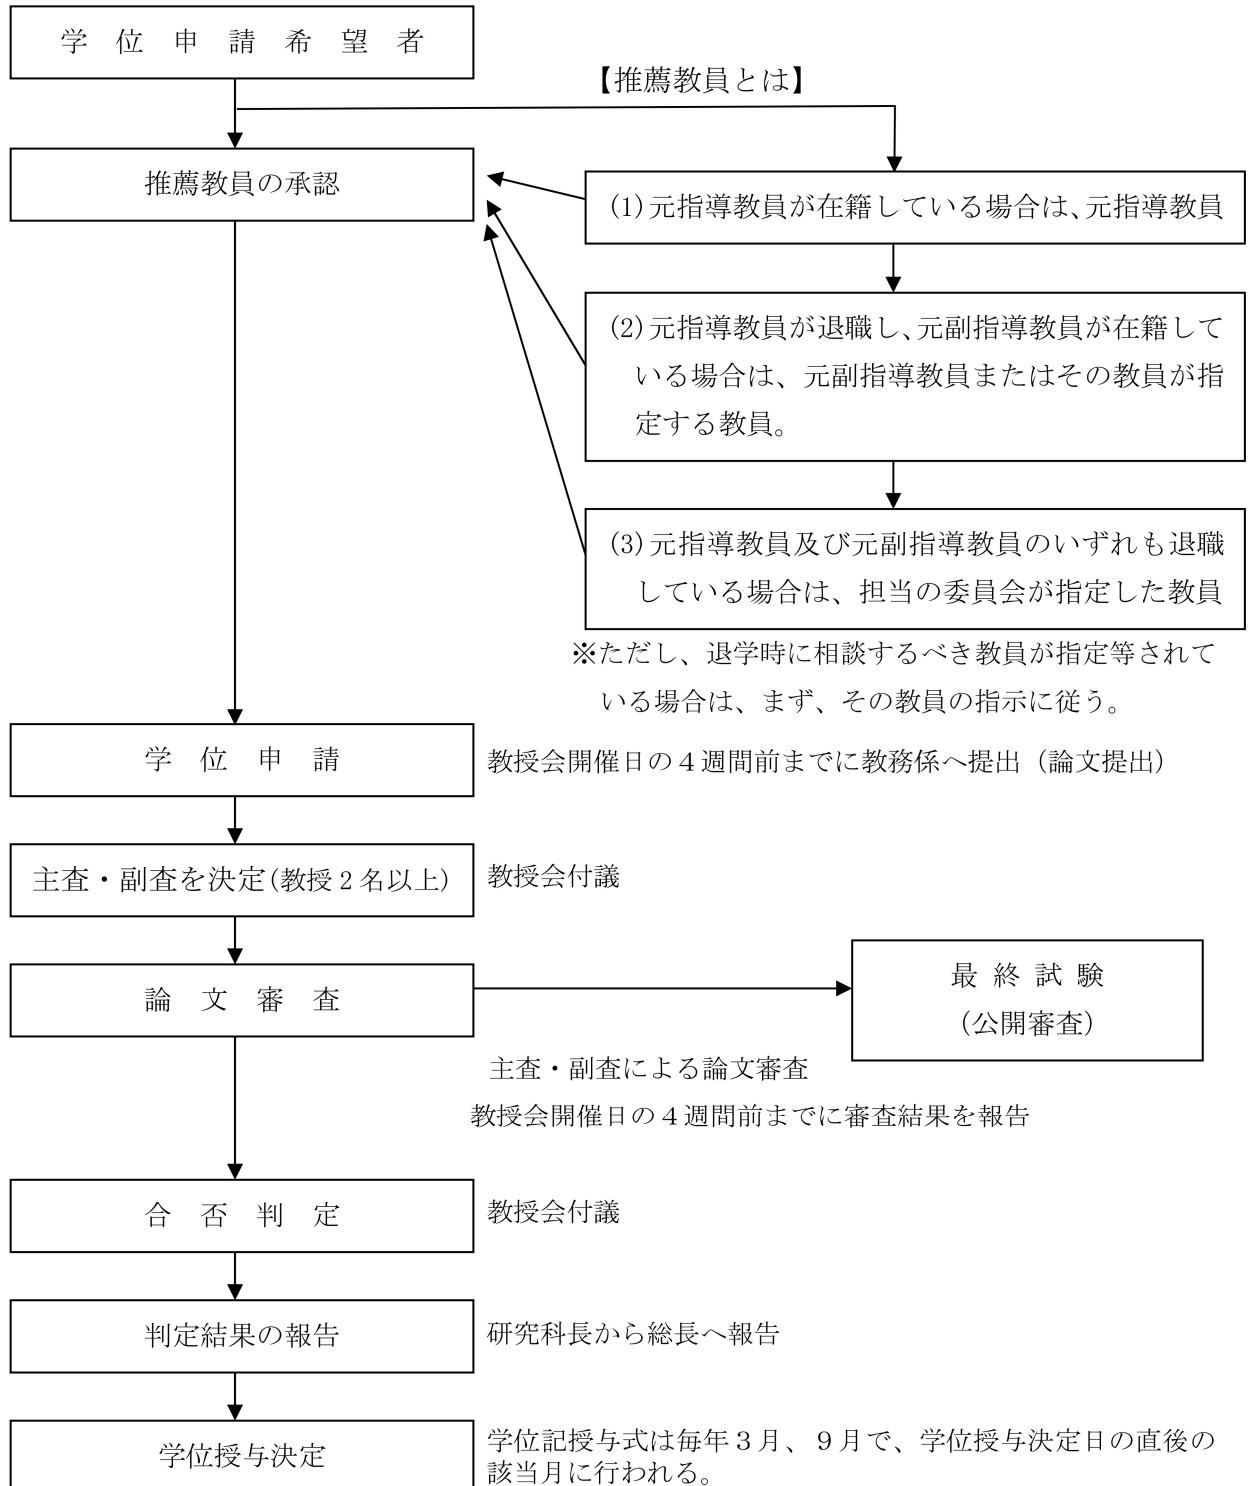 学 位 申 請 希 望 者
【推薦教員とは】
推薦教員の承認
(1)元指導教員が在籍している場合は、元指導教員
(2)元指導教員が退職し、元副指導教員が在籍して
いる場合は、元副指導教員またはその教員が指
定する教員。
(3)元指導教員及び元副指導教員のいずれも退職
している場合は、担当の委員会が指定した教員
※ただし、退学時に相談するべき教員が指定等されて
いる場合は、まず、その教員の指示に従う。
学 位 申 請
教授会開催日の４週間前までに教務係へ提出（論文提出）
主査・副査を決定(教授２名以上)
教授会付議
論 文 審 査
最 終 試 験
（公開審査）
主査・副査による論文審査
教授会開催日の４週間前までに審査結果を報告
合 否 判 定
教授会付議
判定結果の報告
研究科長から総長へ報告
学位授与決定
学位記授与式は毎年３月、９月で、学位授与決定日の直後の
該当月に行われる。